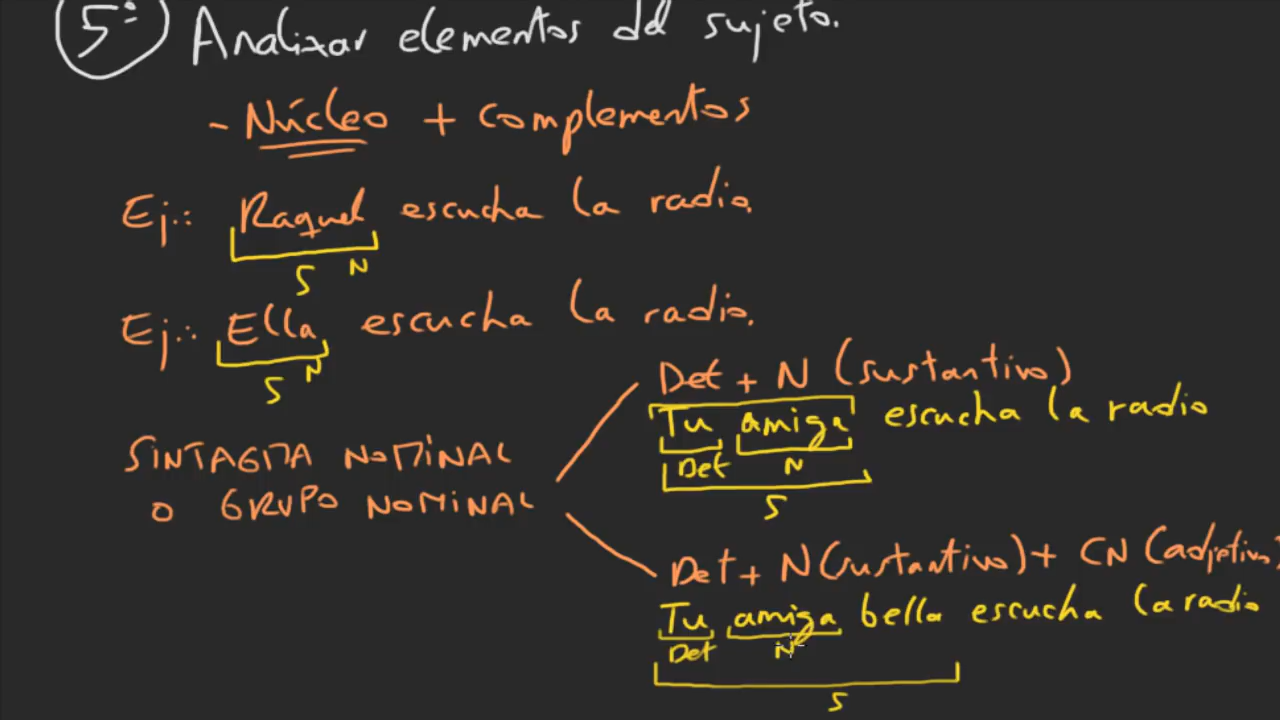 5º Analizar elementos del sujeto.
- Núcleo + complementos
Ej.: Raquel escucha la radio.
S N
Ej.: Ella escucha la radio.
S N
SINTAGMA NOMINAL
O GRUPO NOMINAL
Det + N (sustantivo)
Tu amiga escucha la radio
Det N
S
Det + N (sustantivo) + CN (adjetivo)
Tu amiga bella escucha la radio
Det N
S